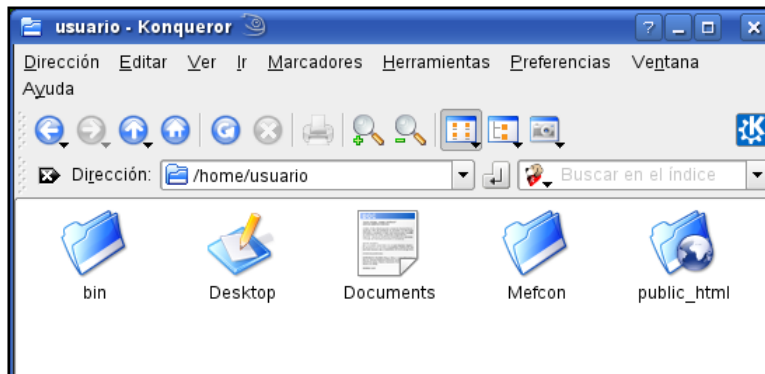 usuario - Konqueror
Dirección Editar Ver Ir Marcadores Herramientas Preferencias Ventana
Ayuda
Dirección: /home/usuario Buscar en el índice
bin Desktop Documents Mefcon public_html